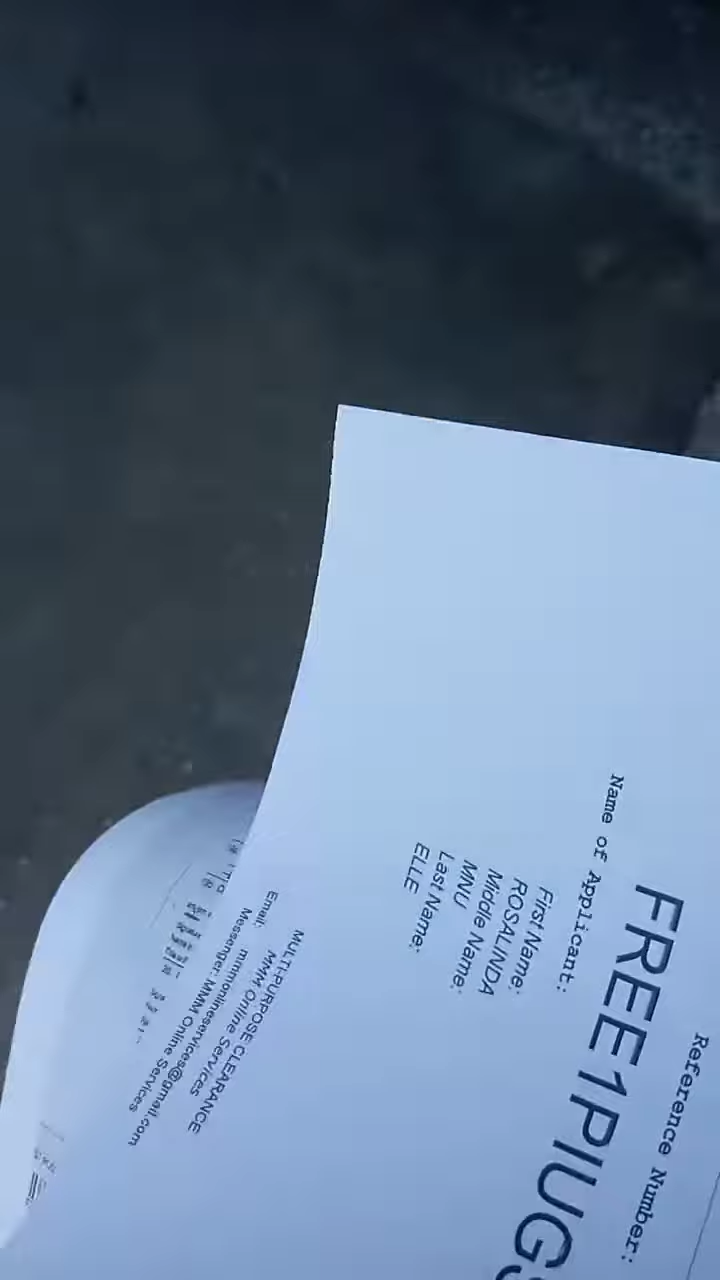 Reference Number:
FREE1PIUG
Name of Applicant:
First Name:
ROSALINDA
Middle Name:
MNU
Last Name:
ELLE
MULTI-PURPOSE CLEARANCE
MMM Online Services
mmmonlineservices@gmail.com
Email:
Messenger: MMM Online Services